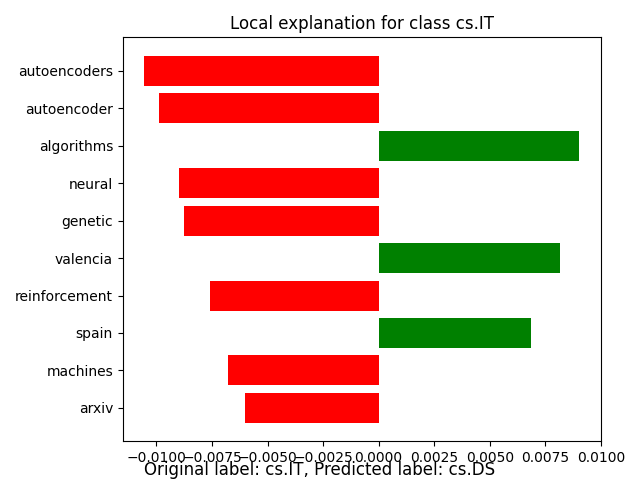 Local explanation for class cs.IT
autoencoders
autoencoder
algorithms
neural
genetic
valencia
reinforcement
spain
machines
arxiv
−0.0100 −0.0075 −0.0050 −0.0025 0.0000 0.0025 0.0050 0.0075 0.0100
Original label: cs.IT, Predicted label: cs.DS